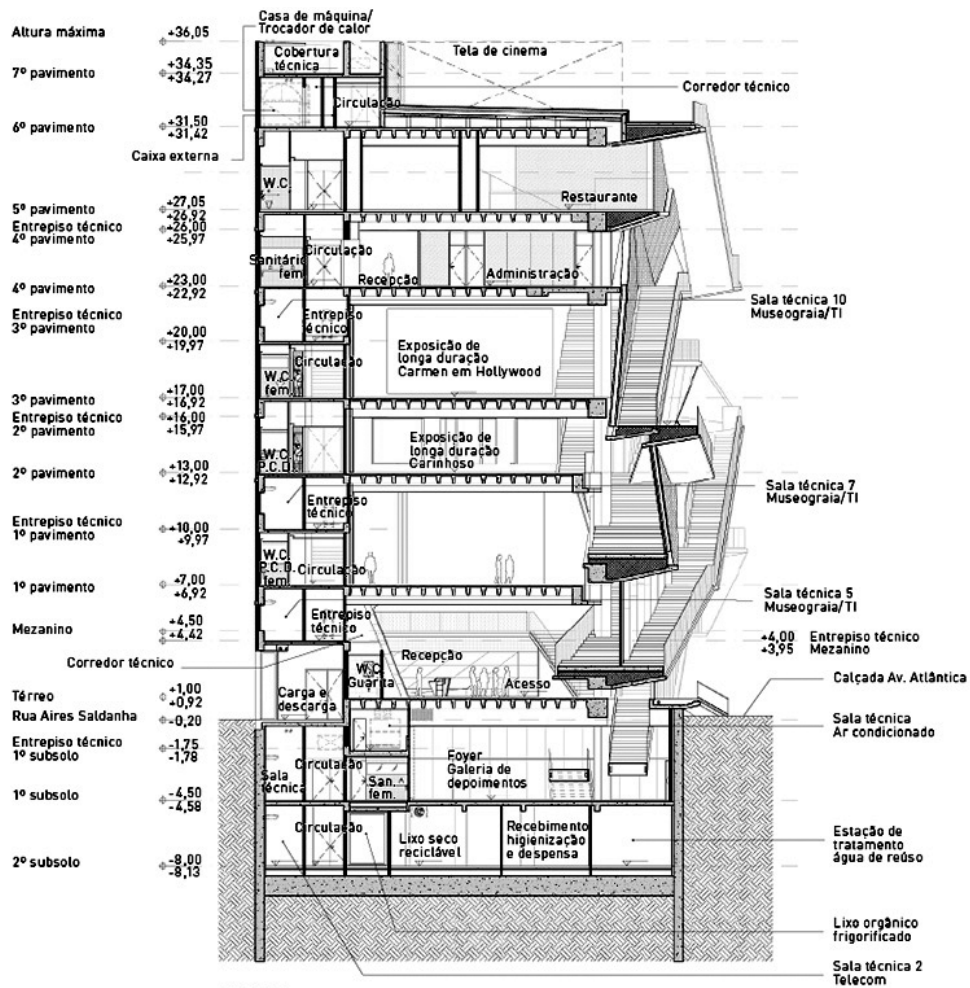 Casa de máquina/
Trocador de calor
Altura máxima
+36,05
Cobertura
técnica
Tela de cinema
7º pavimento
+34,35
+34,27
Corredor técnico
Circulação
6º pavimento
+31,50
+31,42
Caixa externa
W.C.
Restaurante
5º pavimento
+27,05
+26,92
Entrepiso técnico
4º pavimento
+26,00
+25,97
Circulação
Sanitário
fem.
Recepção
Administração
4º pavimento
+23,00
+22,92
Sala técnica 10
Museograia/TI
Entrepiso técnico
3º pavimento
+20,00
+19,97
Entrepiso
técnico
Exposição de
longa duração
Carmen em Hollywood
Circulação
W.C.
fem.
3º pavimento
+17,00
+16,92
Entrepiso técnico
2º pavimento
+16,00
+15,97
Exposição de
longa duração
Carinhoso
W.C.
P.C.D.
2º pavimento
+13,00
+12,92
Sala técnica 7
Museograia/TI
Entrepiso
técnico
Entrepiso técnico
1º pavimento
+10,00
+9,97
W.C.
P.C.D.
fem.
Circulação
1º pavimento
+7,00
+6,92
Sala técnica 5
Museograia/TI
Entrepiso
técnico
Mezanino
+4,50
+4,42
+4,00
+3,95
Entrepiso técnico
Mezanino
Corredor técnico
Recepção
W.C.
Guarita
Acesso
Calçada Av. Atlântica
Térreo
+1,00
+0,92
Carga e
descarga
Rua Aires Saldanha
-0,20
Sala técnica
Ar condicionado
Entrepiso técnico
1º subsolo
-1,75
-1,78
Circulação
Sala
técnica
San.
fem.
Foyer
Galeria de
depoimentos
1º subsolo
-4,50
-4,58
Circulação
Lixo seco
reciclável
Recebimento
higienização
e despensa
Estação de
tratamento
água de reúso
2º subsolo
-8,00
-8,13
Lixo orgânico
frigorificado
Sala técnica 2
Telecom